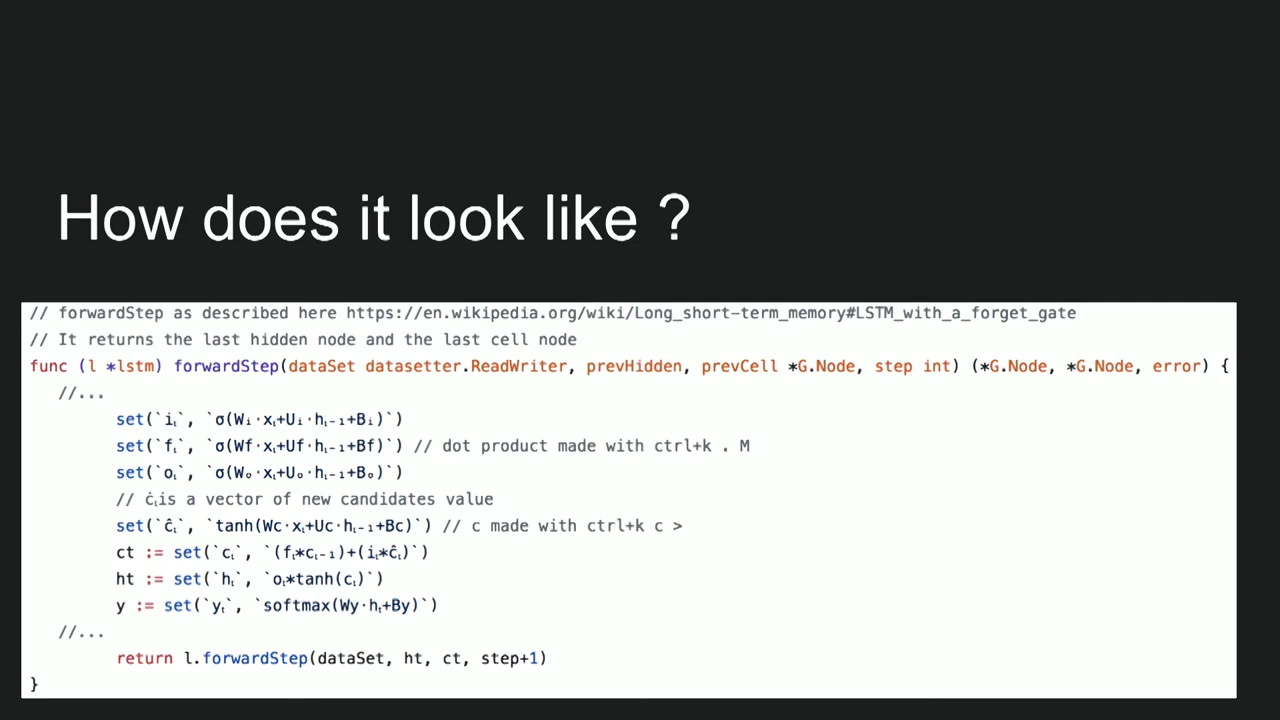 How does it look like ?
// forwardStep as described here https://en.wikipedia.org/wiki/Long_short-term_memory#LSTM_with_a_forget_gate
// It returns the last hidden node and the last cell node
func (l *lstm) forwardStep(dataSet datasetter.ReadWriter, prevHidden, prevCell *G.Node, step int) (*G.Node, *G.Node, error) {
//...
set(`iₜ`, `σ(Wᵢ·xₜ+Uᵢ·hₜ₋₁+Bᵢ)`)
set(`fₜ`, `σ(Wf·xₜ+Uf·hₜ₋₁+Bf)`) // dot product made with ctrl+k . M
set(`oₜ`, `σ(Wₒ·xₜ+Uₒ·hₜ₋₁+Bₒ)`)
// ċₜis a vector of new candidates value
set(`ĉₜ`, `tanh(Wc·xₜ+Uc·hₜ₋₁+Bc)`) // c made with ctrl+k c >
ct := set(`cₜ`, `(fₜ*cₜ₋₁)+(iₜ*ĉₜ)`)
ht := set(`hₜ`, `oₜ*tanh(cₜ)`)
y := set(`yₜ`, `softmax(Wy·hₜ+By)`)
//...
return l.forwardStep(dataSet, ht, ct, step+1)
}